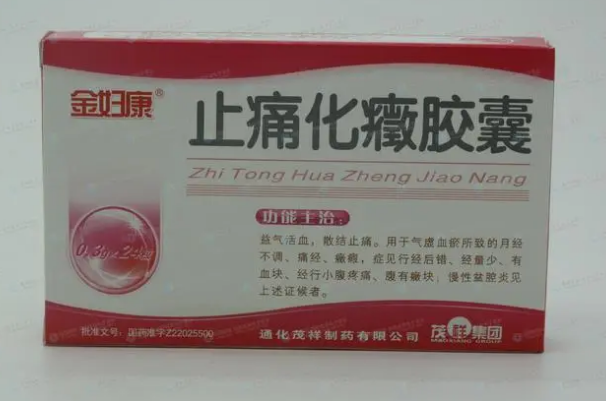 金妇康®
止痛化癥胶囊
Zhi Tong Hua Zheng Jiao Nang
功能主治：
益气活血，散结止痛。用于气虚血瘀所致的月经
不调、痛经、癥瘕，症见行经后错、经量少、有
血块、经行小腹疼痛、腹有癥块；慢性盆腔炎见
上述证候者。
0.3g×24粒
批准文号：国药准字Z22025500
通化茂祥制药有限公司
茂祥集团
MAOXIANG GROUP